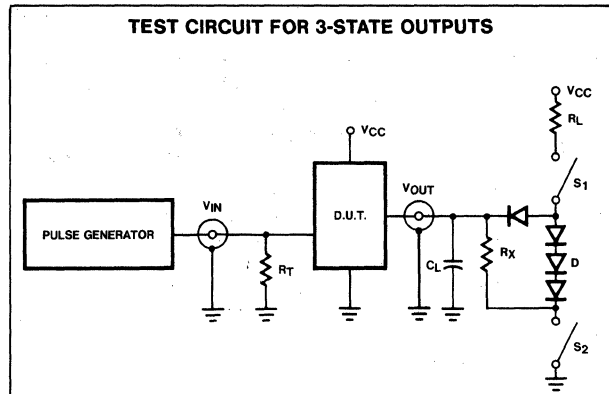 TEST CIRCUIT FOR 3-STATE OUTPUTS
VCC
RL
VCC
S1
VIN
VOUT
PULSE GENERATOR
D.U.T.
RT
CL
RX
D
S2